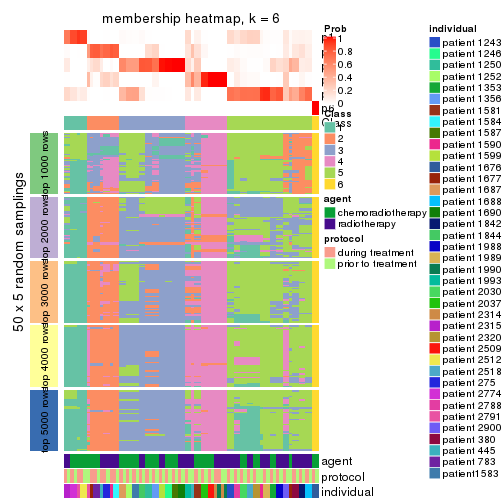 membership heatmap, k = 6
50 x 5 random samplings
top 1000 rows
top 2000 rows
top 3000 rows
top 4000 rows
top 5000 rows
Prob
1
0.8
0.6
0.4
0.2
0
Class
1
2
3
4
5
6
agent
chemoradiotherapy
radiotherapy
protocol
during treatment
prior to treatment
individual
patient 1243
patient 1246
patient 1250
patient 1252
patient 1353
patient 1356
patient 1581
patient 1584
patient 1587
patient 1590
patient 1599
patient 1676
patient 1677
patient 1687
patient 1688
patient 1690
patient 1842
patient 1844
patient 1988
patient 1989
patient 1990
patient 1993
patient 2030
patient 2037
patient 2314
patient 2315
patient 2320
patient 2509
patient 2512
patient 2518
patient 275
patient 2774
patient 2788
patient 2791
patient 2900
patient 380
patient 445
patient 783
patient1583
agent
protocol
individual